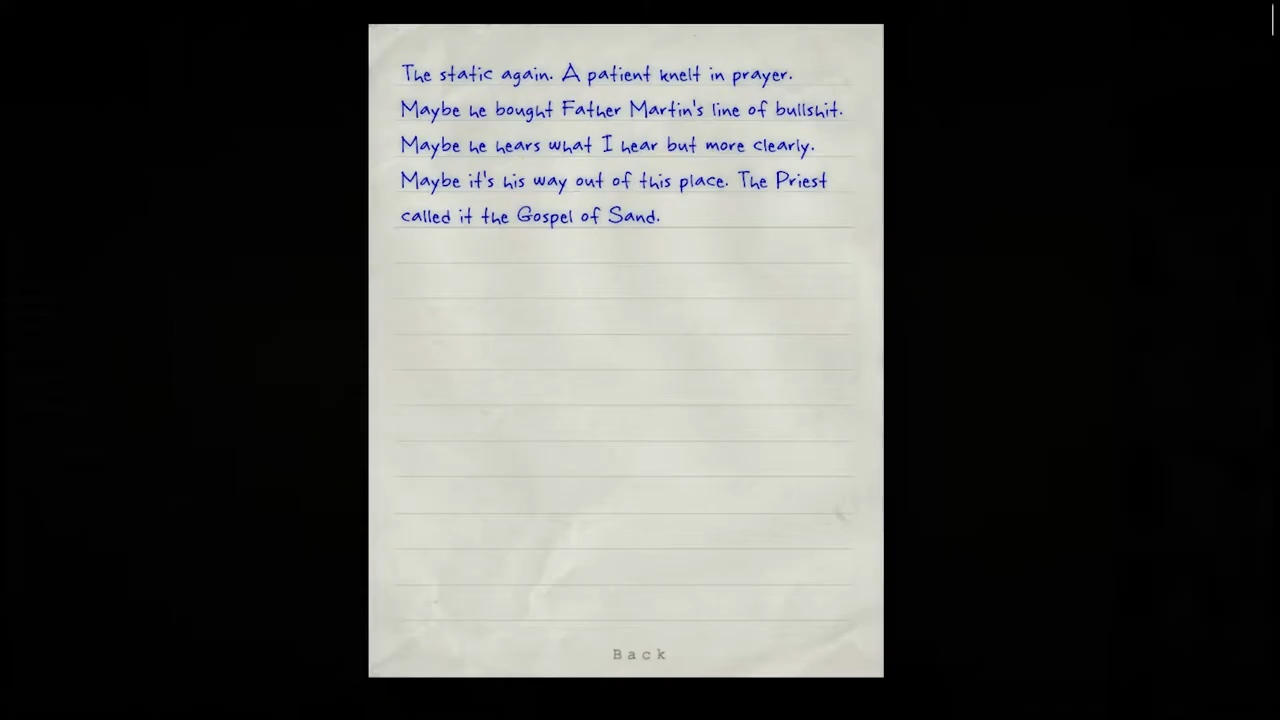 The static again. A patient knelt in prayer.
Maybe he bought Father Martin's line of bullshit.
Maybe he hears what I hear but more clearly.
Maybe it's his way out of this place. The Priest
called it the Gospel of Sand.
Back